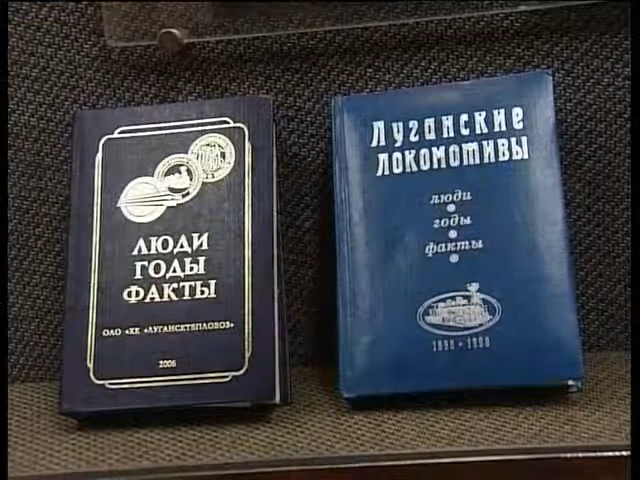 ЛЮДИ
ГОДЫ
ФАКТЫ
ОАО «ХК «ЛУГАНСКТЕПЛОВОЗ»
2006
Луганские
локомотивы
люди
годы
факты
1896 • 1996